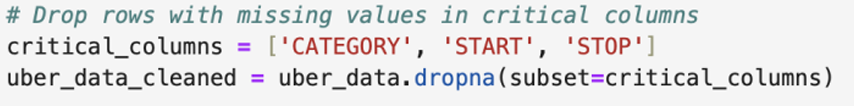 # Drop rows with missing values in critical columns
critical_columns = ['CATEGORY', 'START', 'STOP']
uber_data_cleaned = uber_data.dropna(subset=critical_columns)